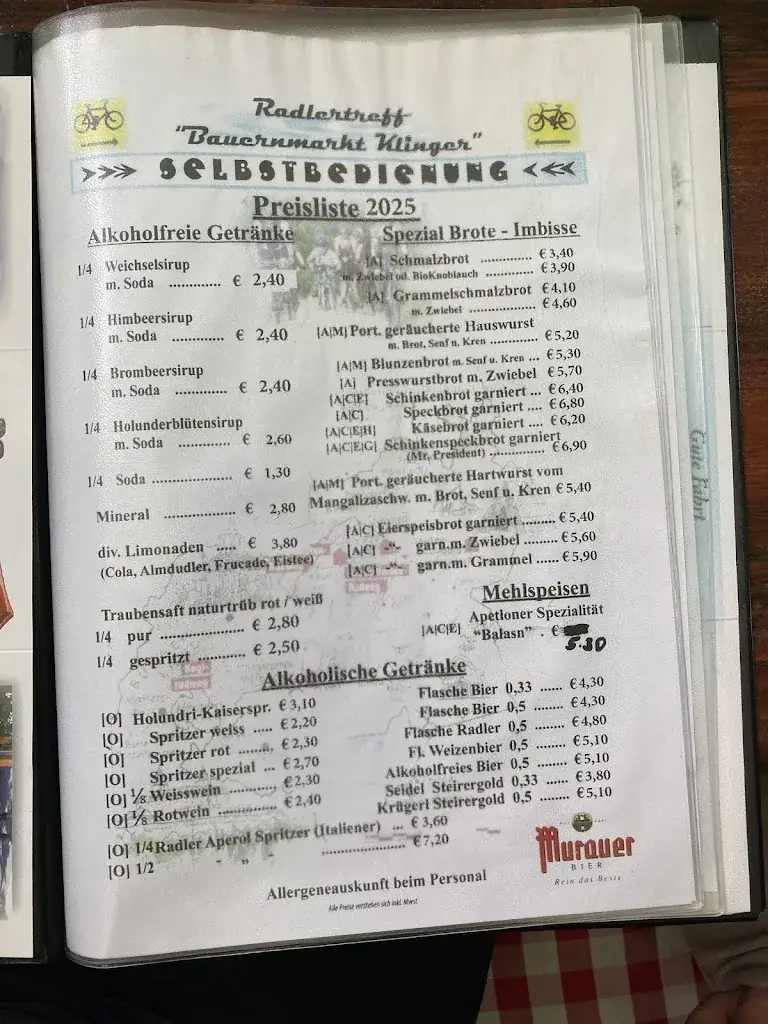 Radlertreff
"Bauernmarkt Klinger"
>>> SELBSTBEDIENUNG <<<
Preisliste 2025
Alkoholfreie Getränke
1/4 Weichselsirup
m. Soda ............ € 2,40
1/4 Himbeersirup
m. Soda ............ € 2,40
1/4 Brombeersirup
m. Soda ............ € 2,40
1/4 Holunderblütensirup
m. Soda ............ € 2,60
1/4 Soda ................... € 1,30
Mineral ................. € 2,80
div. Limonaden ..... € 3,80
(Cola, Almdudler, Frucade, Eistee)
Traubensaft naturtrüb rot / weiß
1/4 pur .................... € 2,80
1/4 gespritzt ............ € 2,50
Spezial Brote - Imbisse
[A] Schmalzbrot .............. € 3,40
m. Zwiebel od. BioKnoblauch .............. € 3,90
[A] Grammelschmalzbrot € 4,10
m. Zwiebel ..................... € 4,60
[A|M] Port. geräucherte Hauswurst
m. Brot, Senf u. Kren .............. € 5,20
[A|M] Blunzenbrot m. Senf u. Kren ... € 5,30
[A] Presswurstbrot m. Zwiebel € 5,70
[A|C|E] Schinkenbrot garniert .... € 6,40
[A|C] Speckbrot garniert .... € 6,80
[A|C|E|H] Käsebrot garniert .... € 6,20
[A|C|E|G] Schinkenspeckbrot garniert
(Mr. President) ................ € 6,90
[A|M] Port. geräucherte Hartwurst vom
Mangalizaschw. m. Brot, Senf u. Kren € 5,40
[A|C] Eierspeisbrot garniert ......... € 5,40
[A|C] -"- garn.m. Zwiebel ......... € 5,60
[A|C] -"- garn.m. Grammel ...... € 5,90
Mehlspeisen
Apetloner Spezialität
[A|C|E] "Balasn" . €
5.30
Alkoholische Getränke
[O] Holundri-Kaiserspr. € 3,10
[O] Spritzer weiss ..... € 2,20
[O] Spritzer rot ......... € 2,30
[O] Spritzer spezial ... € 2,70
[O] ⅛ Weisswein ............... € 2,30
[O] ⅛ Rotwein .................. € 2,40
[O] 1/4 Radler Aperol Spritzer (Italiener) ... € 3,60
[O] 1/2 - „ - ..................... € 7,20
Flasche Bier 0,33 ...... € 4,30
Flasche Bier 0,5 ........ € 4,30
Flasche Radler 0,5 ........ € 4,80
Fl. Weizenbier 0,5 ........ € 5,10
Alkoholfreies Bier 0,5 ........ € 5,10
Seidel Steirergold 0,33 ...... € 3,80
Krügerl Steirergold 0,5 ........ € 5,10
Murauer
BIER
Rein das Beste
Allergeneauskunft beim Personal
Alle Preise verstehen sich inkl. Mwst.
Gute Fahrt